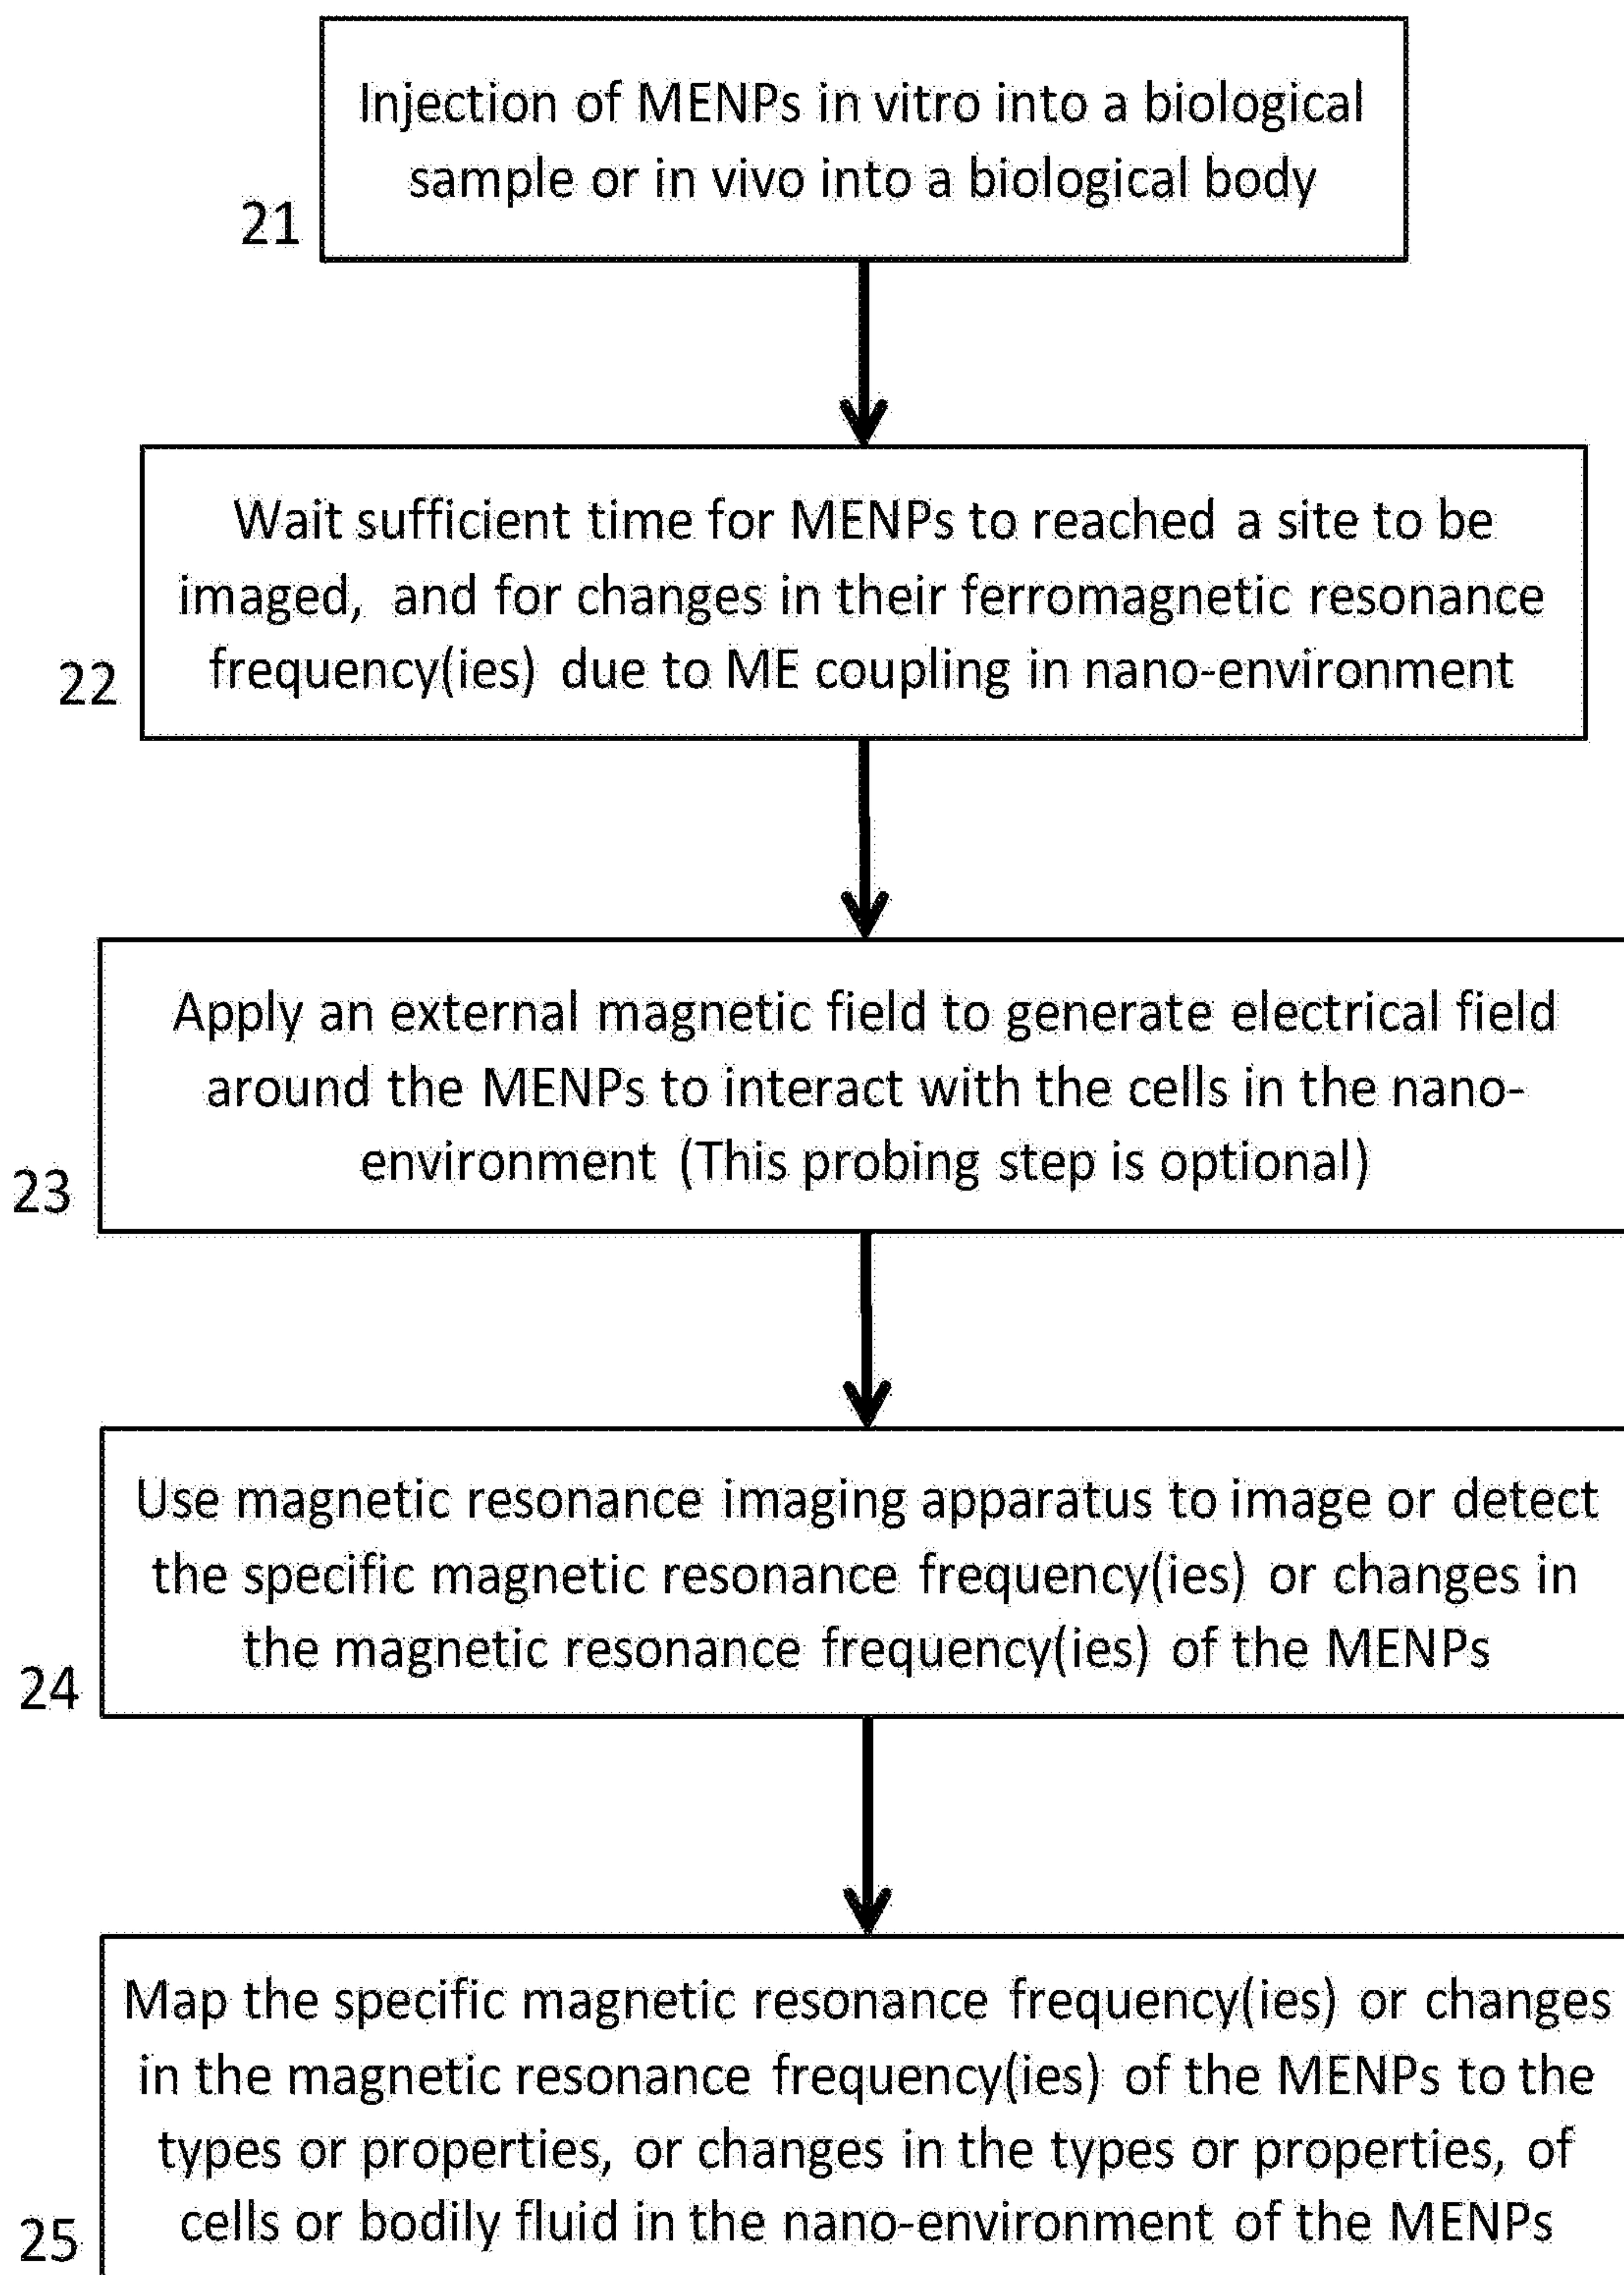 Injection of MENPs in vitro into a biological
sample or in vivo into a biological body
21
Wait sufficient time for MENPs to reached a site to be
imaged, and for changes in their ferromagnetic resonance
frequency(ies) due to ME coupling in nano-environment
22
Apply an external magnetic field to generate electrical field
around the MENPs to interact with the cells in the nano-
environment (This probing step is optional)
23
Use magnetic resonance imaging apparatus to image or detect
the specific magnetic resonance frequency(ies) or changes in
the magnetic resonance frequency(ies) of the MENPs
24
Map the specific magnetic resonance frequency(ies) or changes
in the magnetic resonance frequency(ies) of the MENPs to the
types or properties, or changes in the types or properties, of
cells or bodily fluid in the nano-environment of the MENPs
25